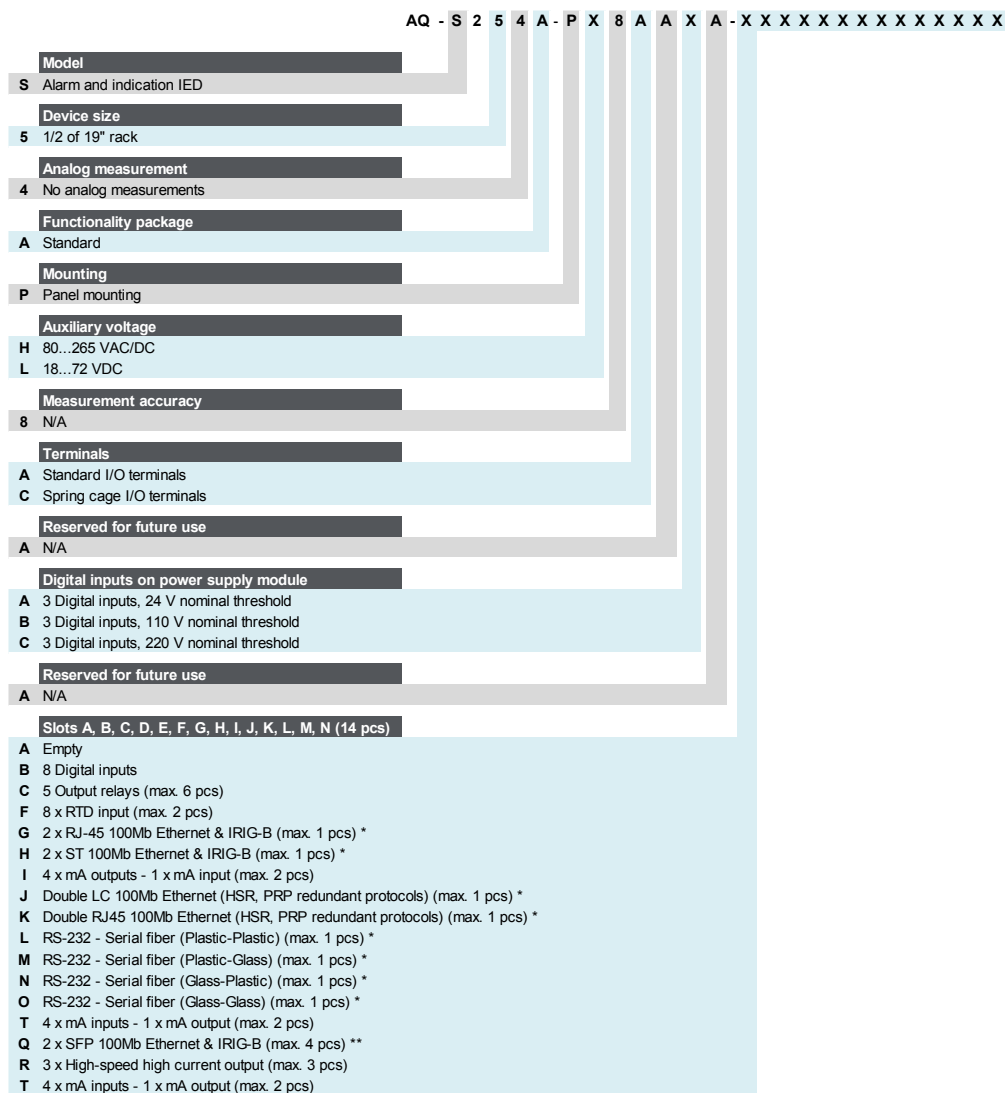 AQ - S 2 5 4 A - P X 8 A A X A - X X X X X X X X X X X X X X
Model
S Alarm and indication IED
Device size
5 1/2 of 19" rack
Analog measurement
4 No analog measurements
Functionality package
A Standard
Mounting
P Panel mounting
Auxiliary voltage
H 80...265 VAC/DC
L 18...72 VDC
Measurement accuracy
8 N/A
Terminals
A Standard I/O terminals
C Spring cage I/O terminals
Reserved for future use
A N/A
Digital inputs on power supply module
A 3 Digital inputs, 24 V nominal threshold
B 3 Digital inputs, 110 V nominal threshold
C 3 Digital inputs, 220 V nominal threshold
Reserved for future use
A N/A
Slots A, B, C, D, E, F, G, H, I, J, K, L, M, N (14 pcs)
A Empty
B 8 Digital inputs
C 5 Output relays (max. 6 pcs)
F 8 x RTD input (max. 2 pcs)
G 2 x RJ-45 100Mb Ethernet & IRIG-B (max. 1 pcs) *
H 2 x ST 100Mb Ethernet & IRIG-B (max. 1 pcs) *
I 4 x mA outputs - 1 x mA input (max. 2 pcs)
J Double LC 100Mb Ethernet (HSR, PRP redundant protocols) (max. 1 pcs) *
K Double RJ45 100Mb Ethernet (HSR, PRP redundant protocols) (max. 1 pcs) *
L RS-232 - Serial fiber (Plastic-Plastic) (max. 1 pcs) *
M RS-232 - Serial fiber (Plastic-Glass) (max. 1 pcs) *
N RS-232 - Serial fiber (Glass-Plastic) (max. 1 pcs) *
O RS-232 - Serial fiber (Glass-Glass) (max. 1 pcs) *
T 4 x mA inputs - 1 x mA output (max. 2 pcs)
Q 2 x SFP 100Mb Ethernet & IRIG-B (max. 4 pcs) **
R 3 x High-speed high current output (max. 3 pcs)
T 4 x mA inputs - 1 x mA output (max. 2 pcs)